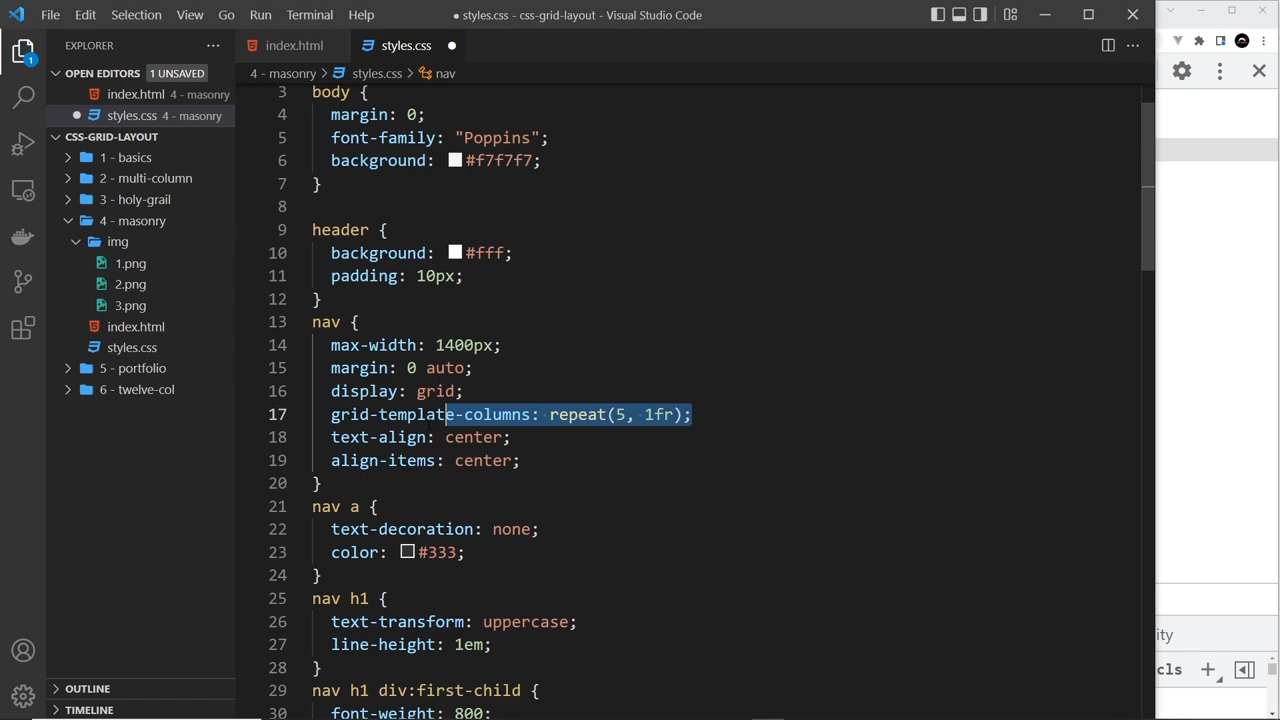 File Edit Selection View Go Run Terminal Help
● styles.css - css-grid-layout - Visual Studio Code
EXPLORER
OPEN EDITORS 1 UNSAVED
index.html 4 - masonry
● styles.css 4 - masonry
CSS-GRID-LAYOUT
1 - basics
2 - multi-column
3 - holy-grail
4 - masonry
img
1.png
2.png
3.png
index.html
styles.css
5 - portfolio
6 - twelve-col
OUTLINE
TIMELINE
1
index.html
styles.css ●
4 - masonry > styles.css > nav
3 body {
4 margin: 0;
5 font-family: "Poppins";
6 background: #f7f7f7;
7 }
8
9 header {
10 background: #fff;
11 padding: 10px;
12 }
13 nav {
14 max-width: 1400px;
15 margin: 0 auto;
16 display: grid;
17 grid-template-columns: repeat(5, 1fr);
18 text-align: center;
19 align-items: center;
20 }
21 nav a {
22 text-decoration: none;
23 color: #333;
24 }
25 nav h1 {
26 text-transform: uppercase;
27 line-height: 1em;
28 }
29 nav h1 div:first-child {
30 font-weight: 800;
ity
cls